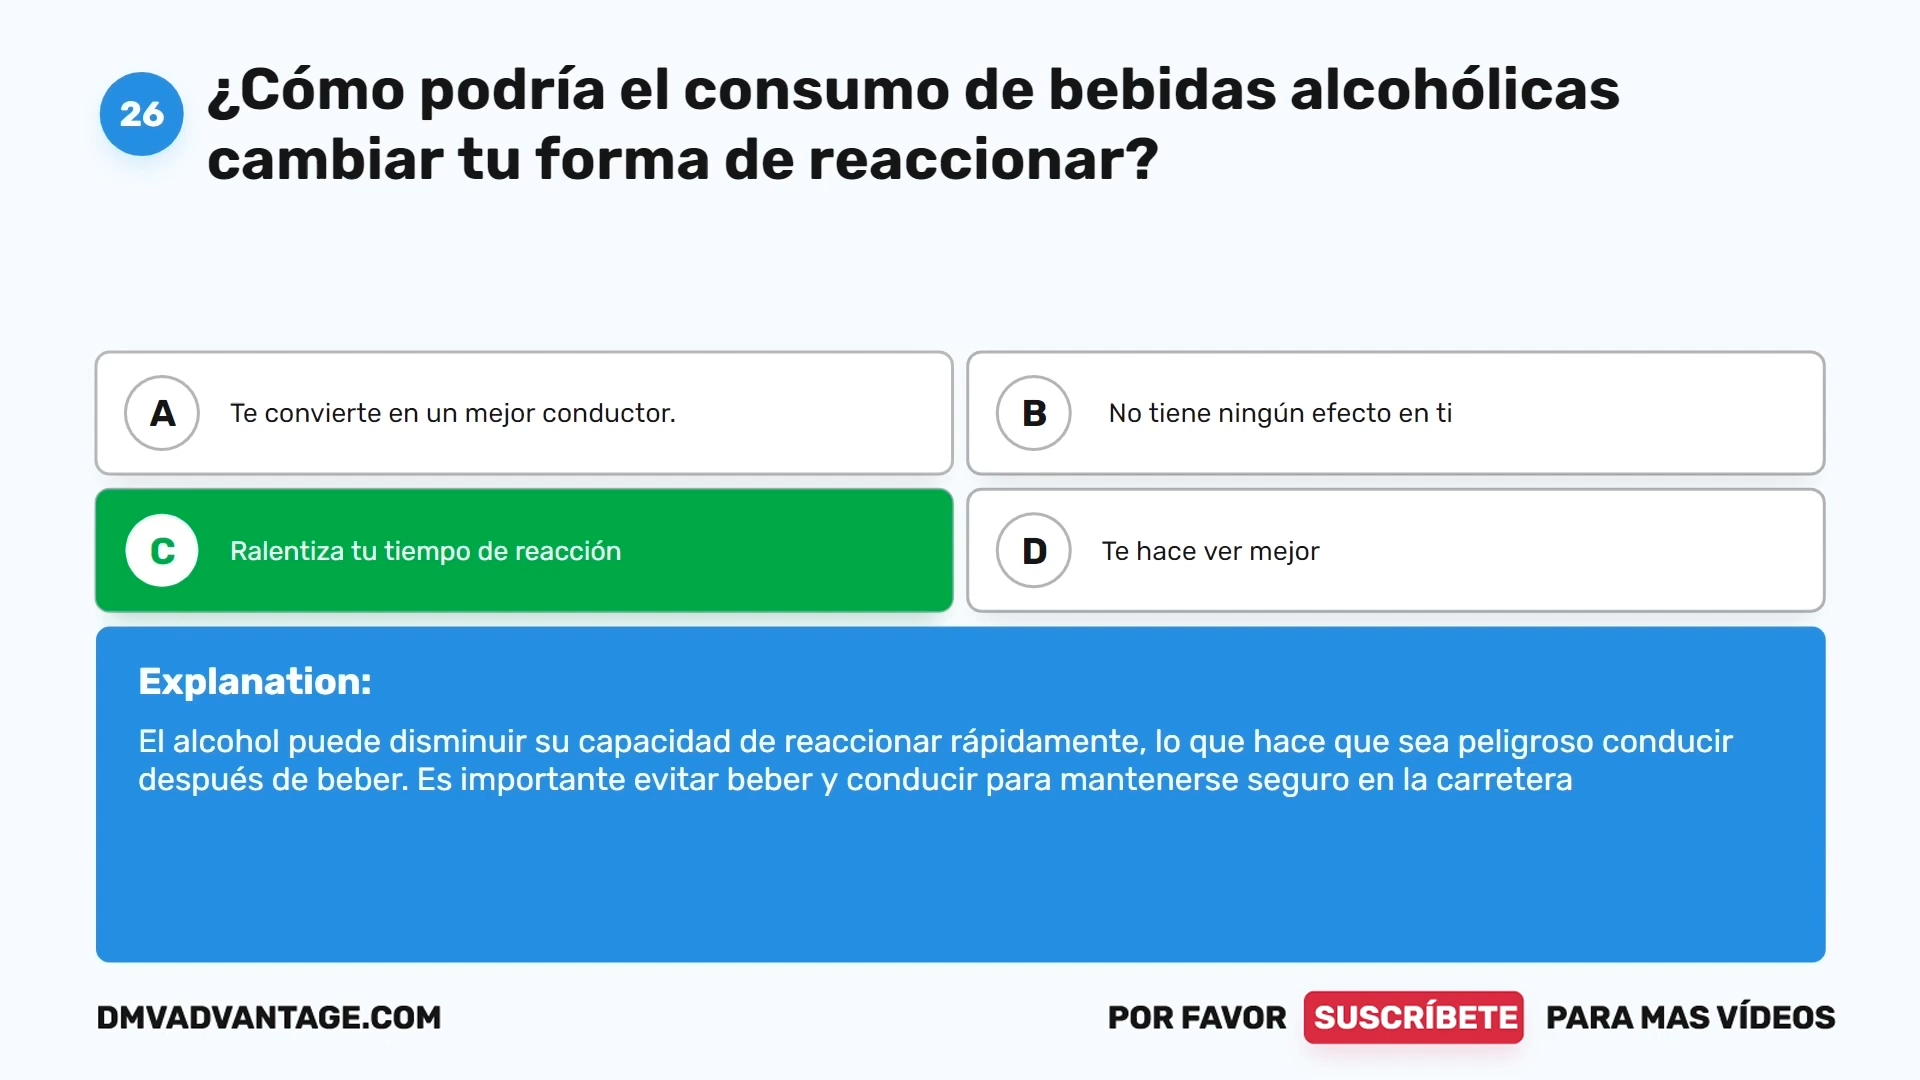 26
¿Cómo podría el consumo de bebidas alcohólicas
cambiar tu forma de reaccionar?
A Te convierte en un mejor conductor.
B No tiene ningún efecto en ti
C Ralentiza tu tiempo de reacción
D Te hace ver mejor
Explanation:
El alcohol puede disminuir su capacidad de reaccionar rápidamente, lo que hace que sea peligroso conducir
después de beber. Es importante evitar beber y conducir para mantenerse seguro en la carretera
DMVADVANTAGE.COM
POR FAVOR SUSCRÍBETE PARA MAS VÍDEOS